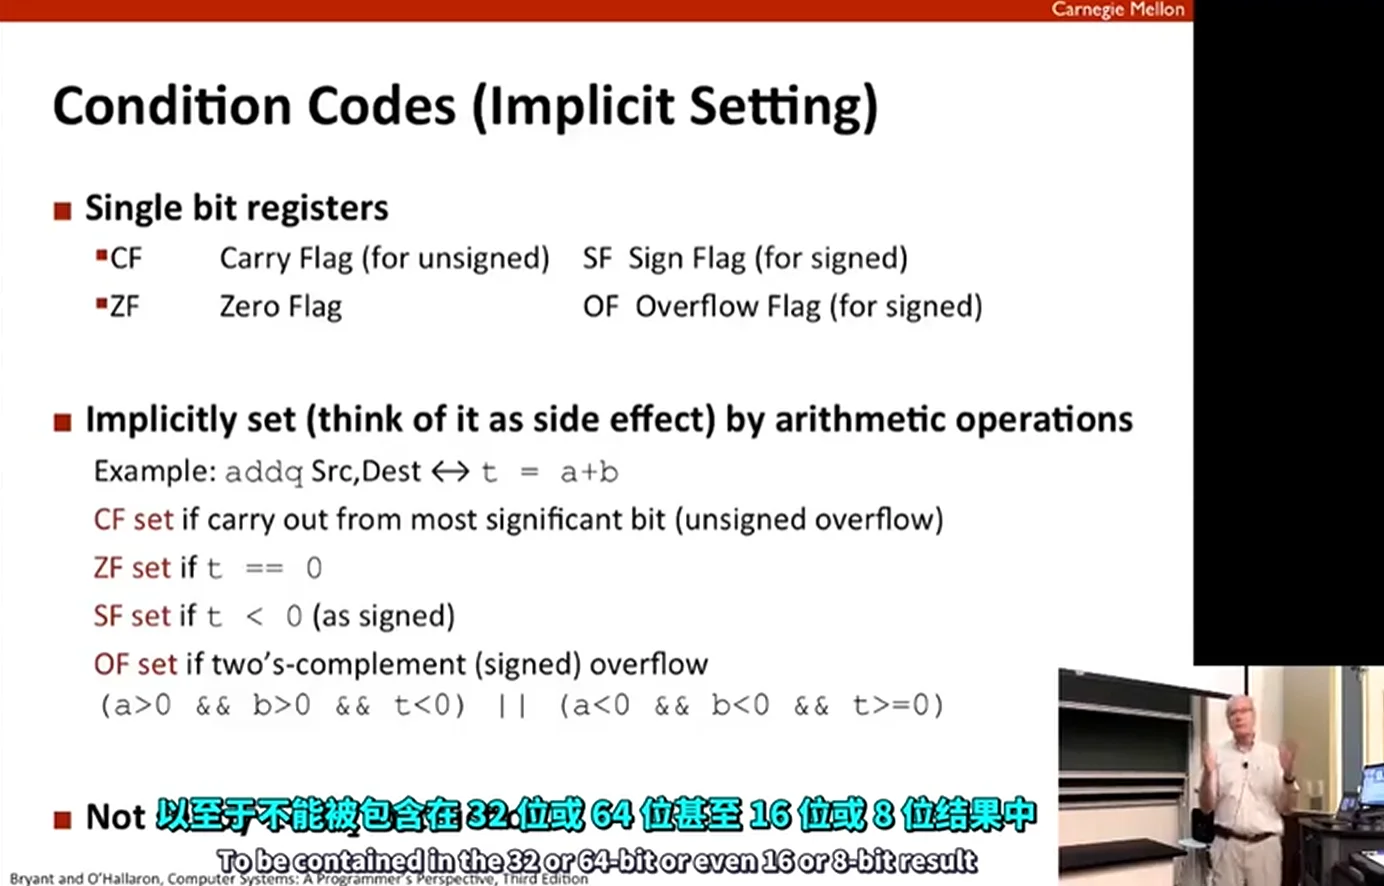 Carnegie Mellon
Condition Codes (Implicit Setting)
■ Single bit registers
▪CF Carry Flag (for unsigned) SF Sign Flag (for signed)
▪ZF Zero Flag OF Overflow Flag (for signed)
■ Implicitly set (think of it as side effect) by arithmetic operations
Example: addq Src,Dest ↔ t = a+b
CF set if carry out from most significant bit (unsigned overflow)
ZF set if t == 0
SF set if t < 0 (as signed)
OF set if two’s-complement (signed) overflow
(a>0 && b>0 && t<0) || (a<0 && b<0 && t>=0)
■ Not
以至于不能被包含在 32 位或 64 位甚至 16 位或 8 位结果中
To be contained in the 32 or 64-bit or even 16 or 8-bit result
Bryant and O’Hallaron, Computer Systems: A Programmer’s Perspective, Third Edition